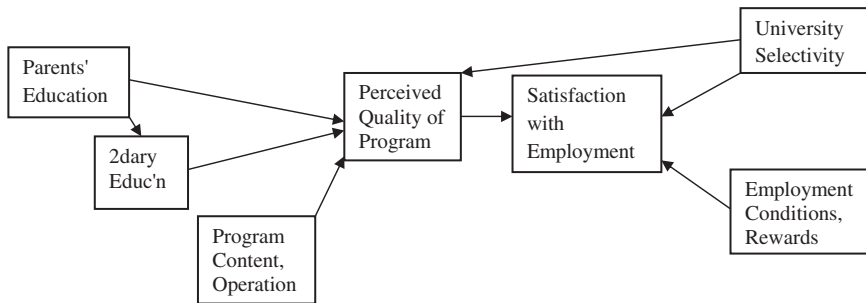 Parents'
Education
2dary
Educ'n
Program
Content,
Operation
Perceived
Quality of
Program
Satisfaction
with
Employment
University
Selectivity
Employment
Conditions,
Rewards